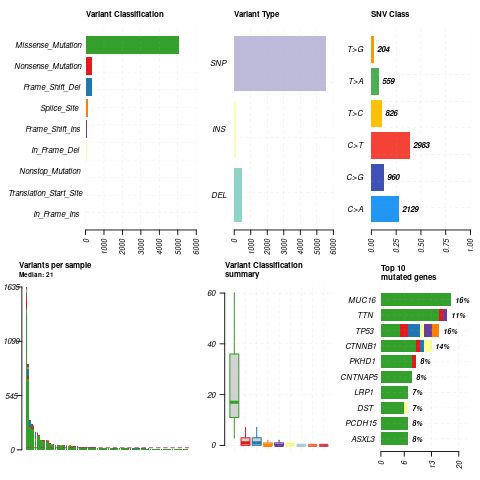 Variant Classification
Missense_Mutation
Nonsense_Mutation
Frame_Shift_Del
Splice_Site
Frame_Shift_Ins
In_Frame_Del
Nonstop_Mutation
Translation_Start_Site
In_Frame_Ins
0 1000 2000 3000 4000 5000 6000
Variant Type
SNP
INS
DEL
0 1000 2000 3000 4000 5000 6000
SNV Class
T>G 204
T>A 559
T>C 826
C>T 2983
C>G 960
C>A 2129
0.00 0.25 0.50 0.75 1.00
Variants per sample
Median: 21
1635
1090
545
0
Variant Classification
summary
60
40
20
0
Top 10
mutated genes
MUC16 16%
TTN 11%
TP53 16%
CTNNB1 14%
PKHD1 8%
CNTNAP5 8%
LRP1 7%
DST 7%
PCDH15 8%
ASXL3 8%
0 6 13 20